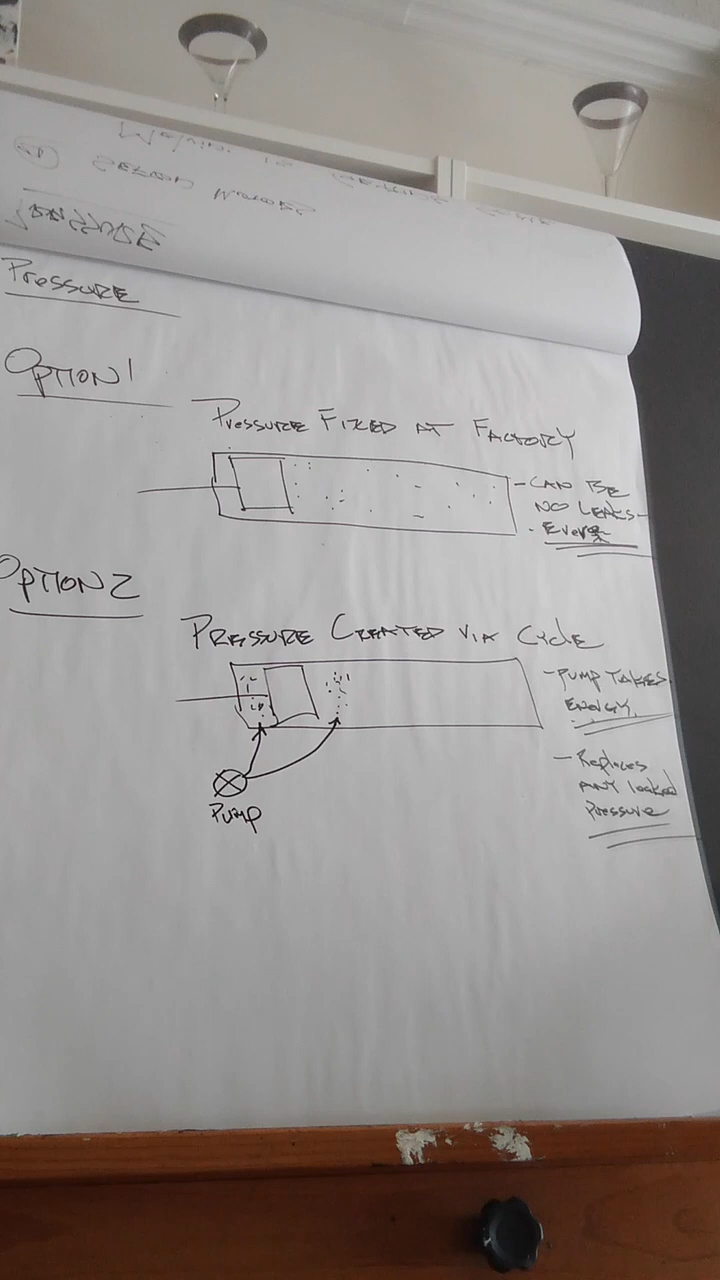 Pressure
Option 1
Pressure Fixed at Factory
- Can be
no leaks -
Ever
Option 2
Pressure Created via Cycle
- Pump takes
Energy
- Replaces
any leaked
Pressure
Pump